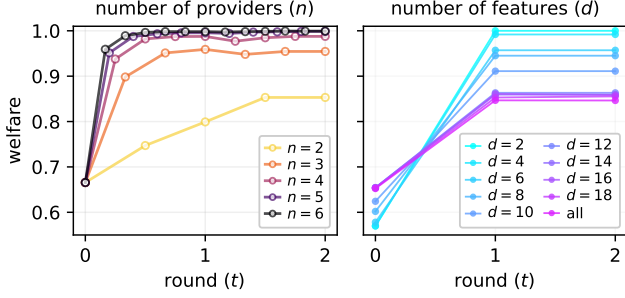 number of providers (n)
1.0
0.9
0.8
0.7
0.6
welfare
n = 2
n = 3
n = 4
n = 5
n = 6
0
1
2
round (t)
number of features (d)
d = 2
d = 4
d = 6
d = 8
d = 10
d = 12
d = 14
d = 16
d = 18
all
0
1
2
round (t)